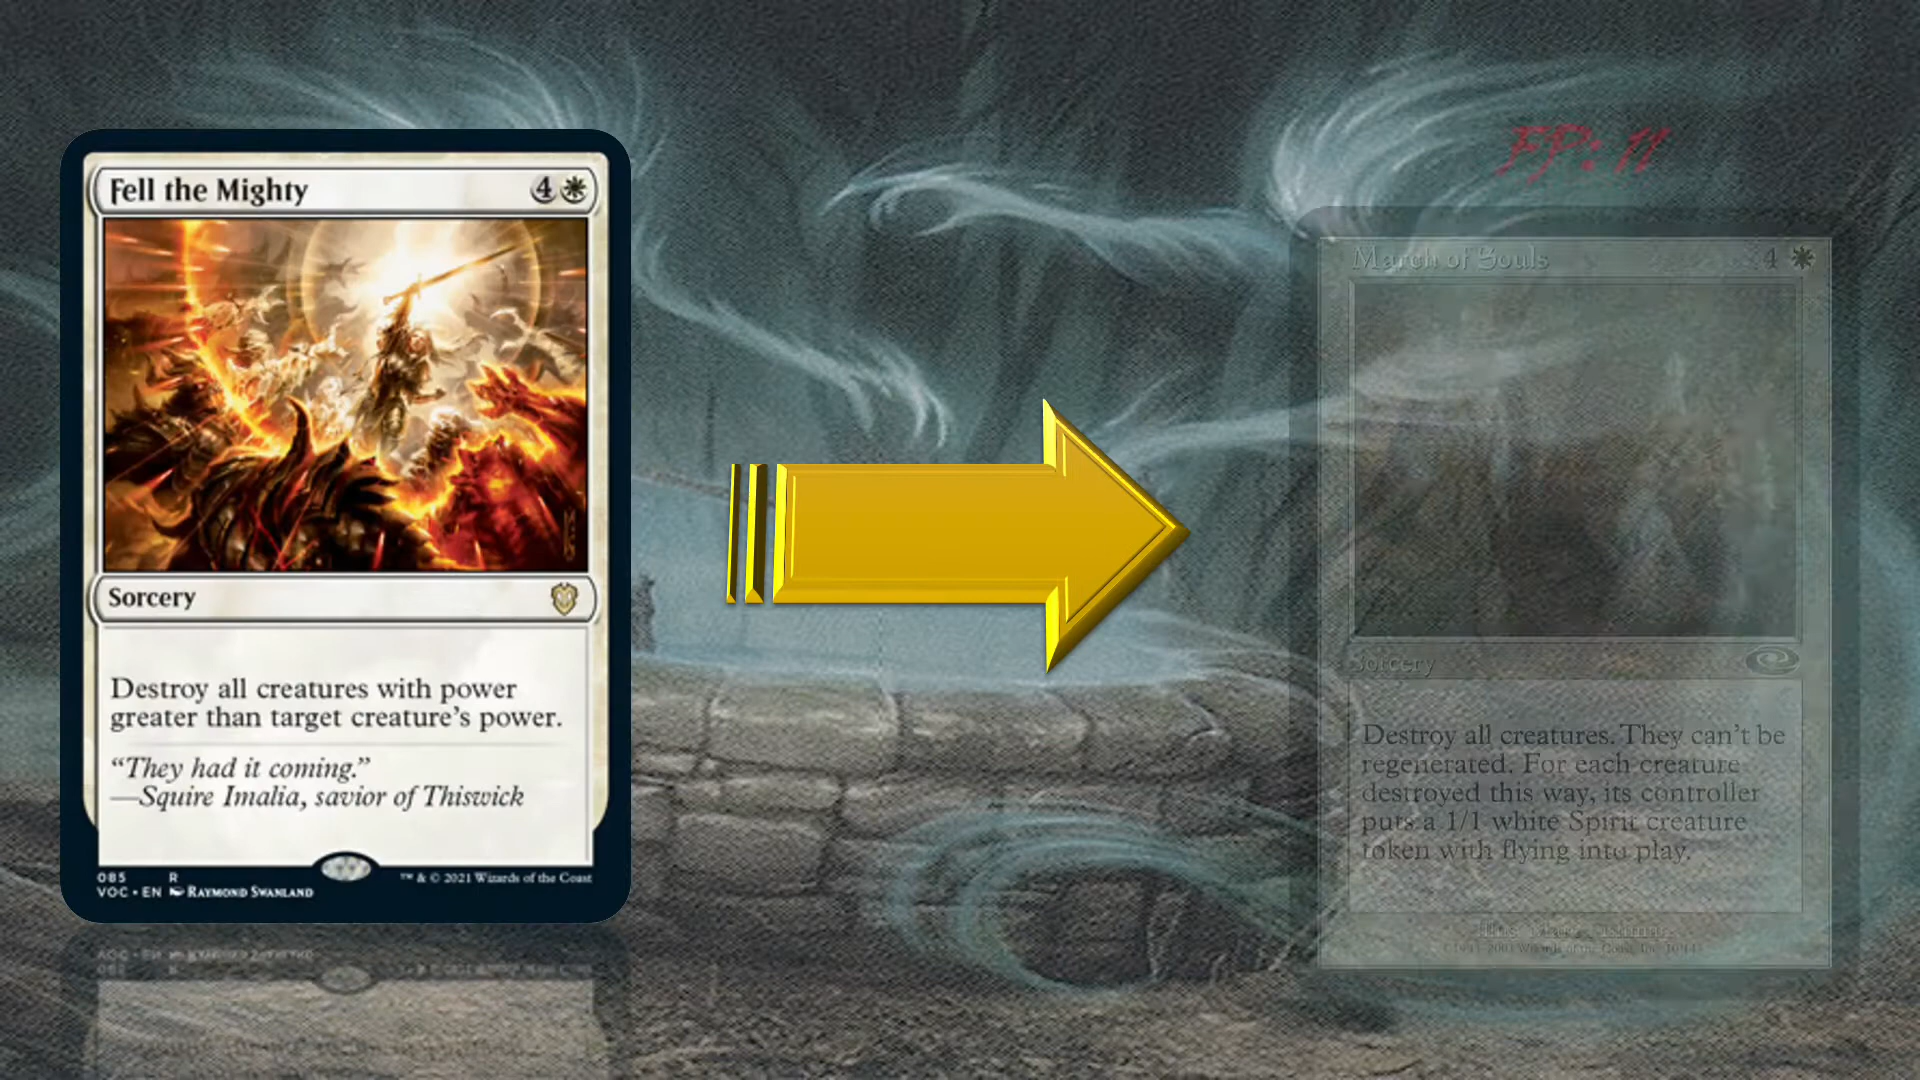 Fell the Mighty 4
Sorcery
Destroy all creatures with power
greater than target creature's power.
“They had it coming.”
—Squire Imalia, savior of Thiswick
085 R
VOC • EN RAYMOND SWANLAND
™ & © 2021 Wizards of the Coast
FP: 11
March of Souls 4
Sorcery
Destroy all creatures. They can't be
regenerated. For each creature
destroyed this way, its controller
puts a 1/1 white Spirit creature
token with flying into play.